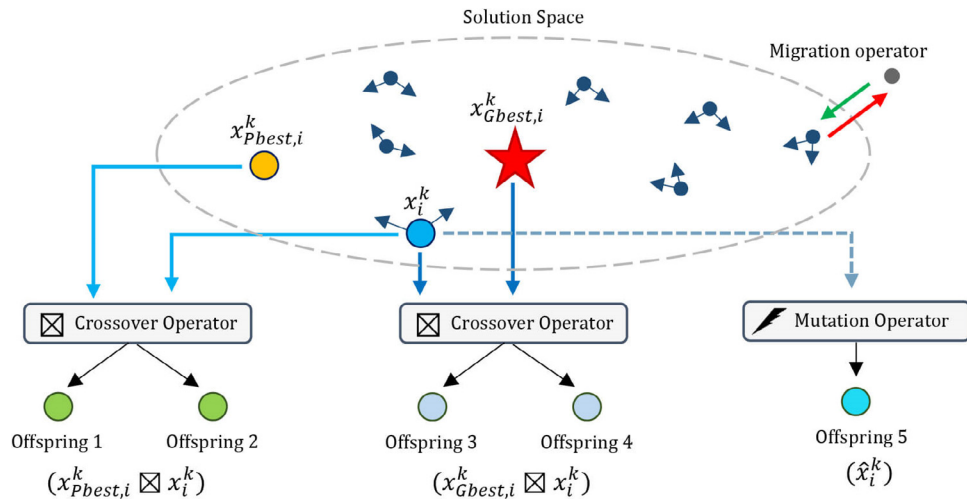 Solution Space
Migration operator
x^k_{Gbest,i}
x^k_{Pbest,i}
x^k_i
⊠ Crossover Operator
⊠ Crossover Operator
Mutation Operator
Offspring 1
Offspring 2
Offspring 3
Offspring 4
Offspring 5
(x^k_{Pbest,i} ⊠ x^k_i)
(x^k_{Gbest,i} ⊠ x^k_i)
(x̂^k_i)